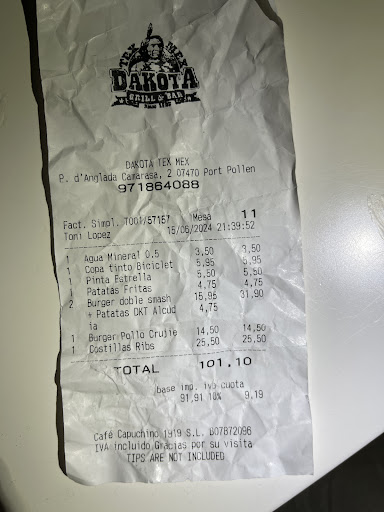 TEX MEX
DAKOTA
GRILL & BAR
DAKOTA TEX MEX
P. d'Anglada Camarasa, 2 07470 Port Pollen
971864088
Fact. Simpl. T001/57157 Mesa 11
Toni Lopez 15/06/2024 21:39:52
1 Agua Mineral 0.5 3,50 3,50
1 Copa tinto Biciclet 5,95 5,95
1 Pinta Estrella 5,50 5,50
1 Patatas Fritas 4,75 4,75
2 Burger doble smash 15,95 31,90
+ Patatas DKT Alcud 4,75
ia
1 Burger Pollo Crujie 14,50 14,50
1 Costillas Ribs 25,50 25,50
TOTAL 101,10
base imp. iva cuota
91,91 10% 9.19
Café Capuchino 1919 S.L. B07872096
IVA incluido.Gracias por su visita
TIPS ARE NOT INCLUDED